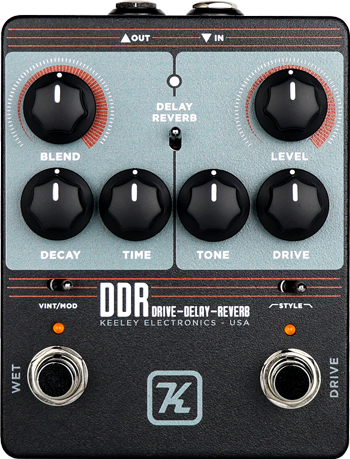 ▲OUT ▼IN
DELAY
REVERB
BLEND LEVEL
DECAY TIME TONE DRIVE
VINT/MOD STYLE
DDR DRIVE-DELAY-REVERB
KEELEY ELECTRONICS - USA
WET DRIVE
K